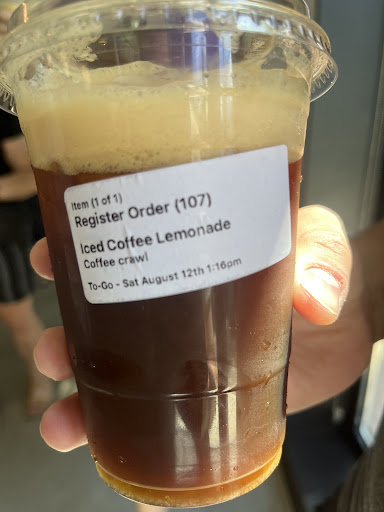 Item (1 of 1)
Register Order (107)
Iced Coffee Lemonade
Coffee crawl
To-Go - Sat August 12th 1:16pm